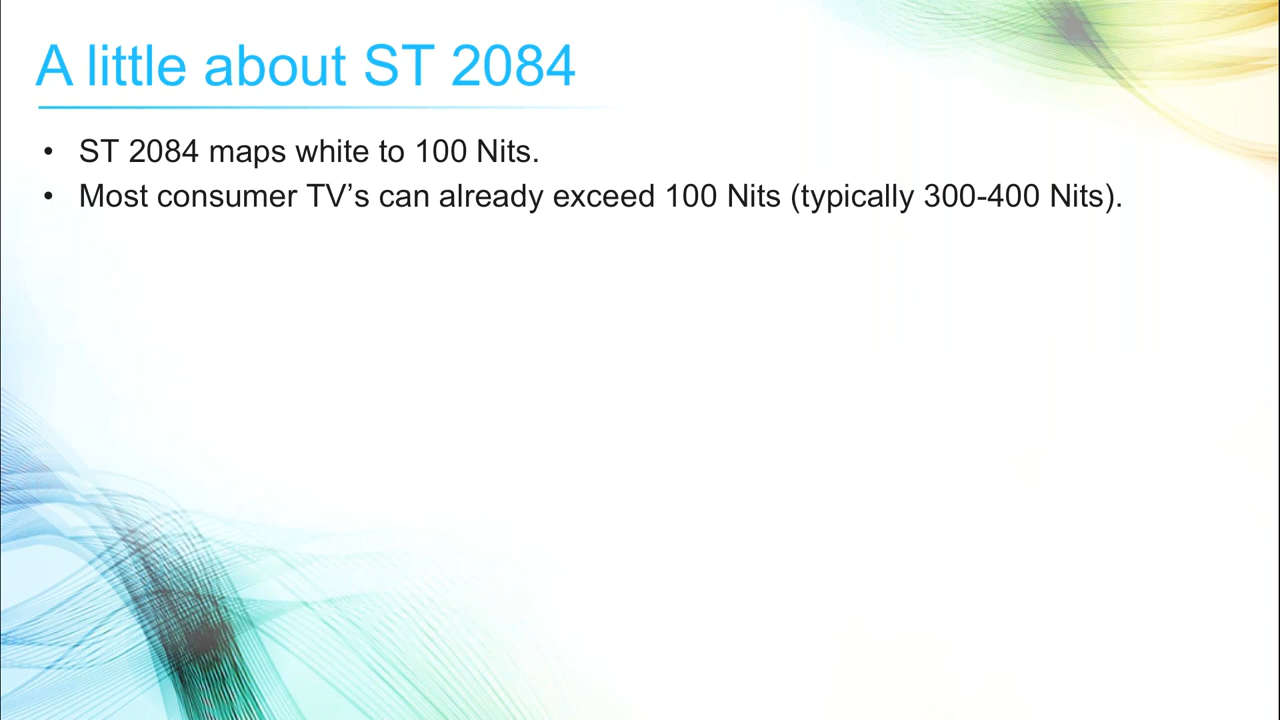 A little about ST 2084
• ST 2084 maps white to 100 Nits.
• Most consumer TV’s can already exceed 100 Nits (typically 300-400 Nits).